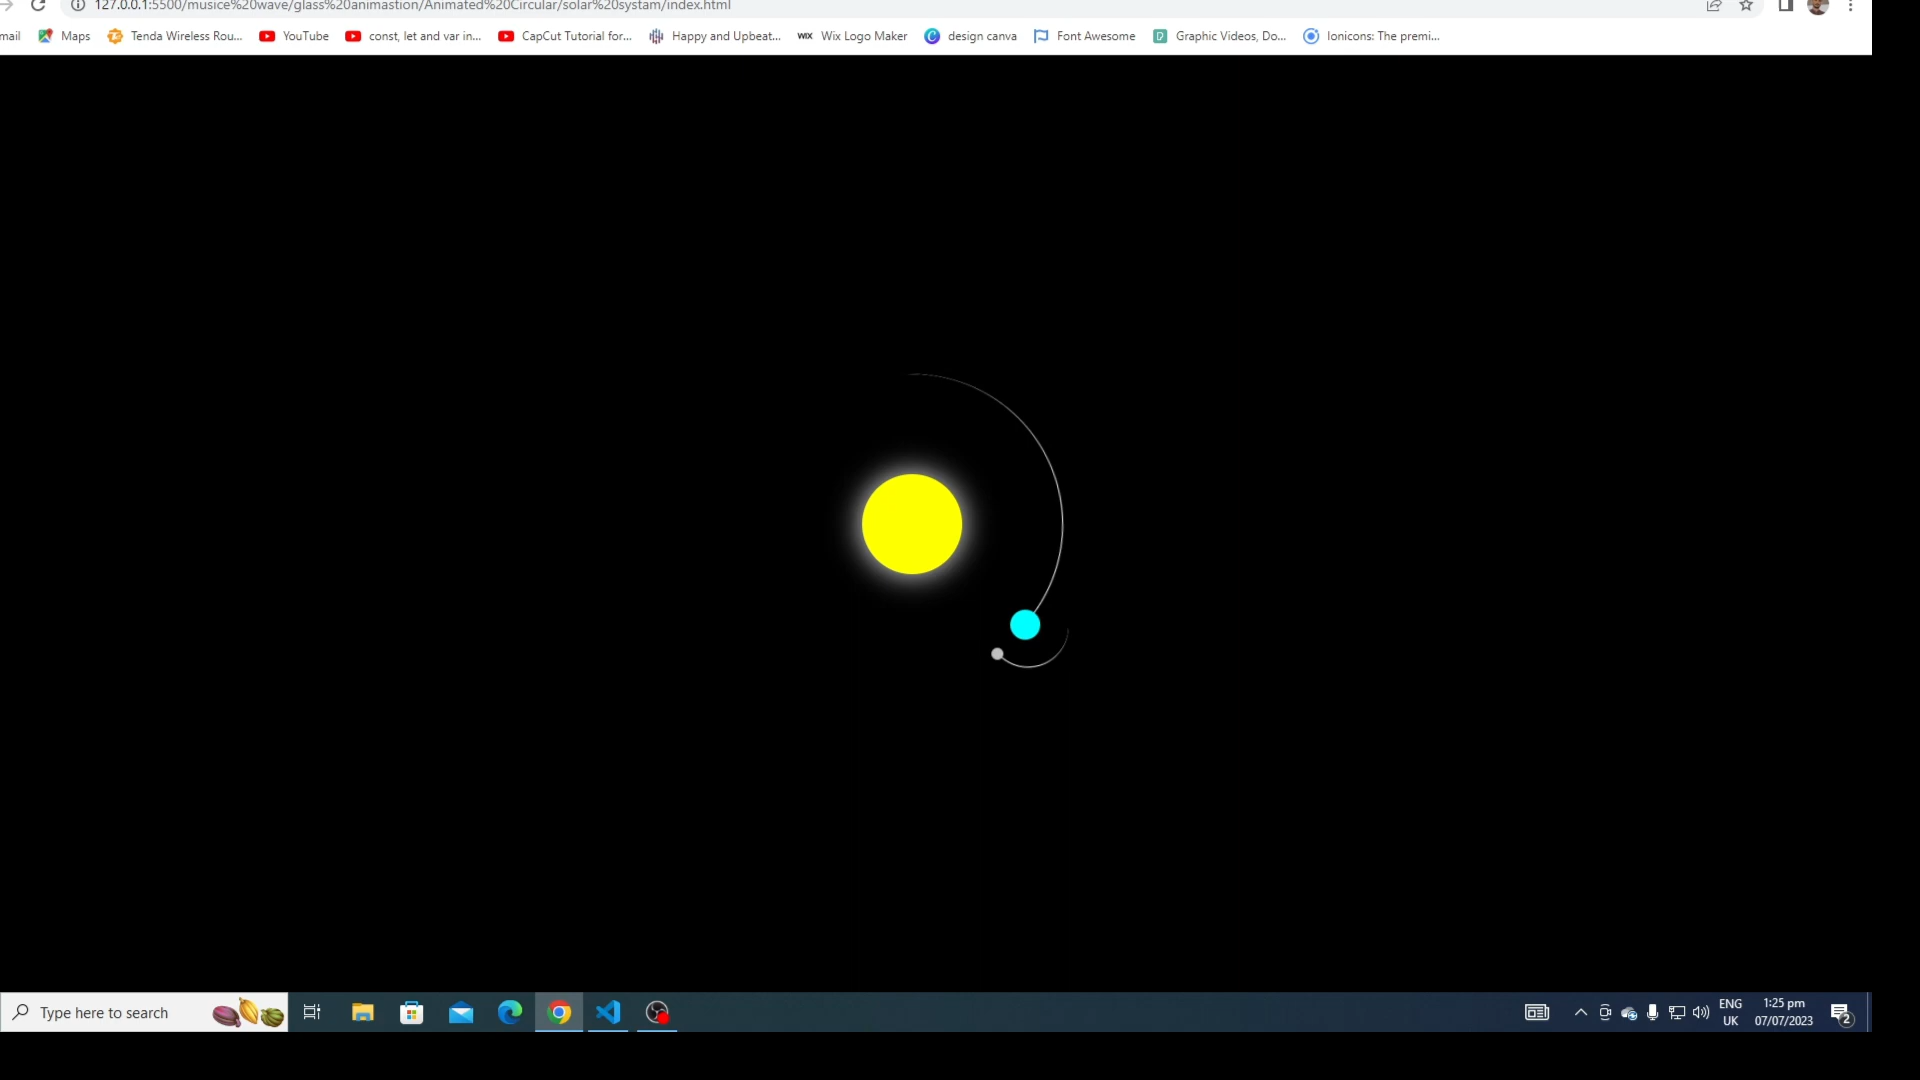 127.0.0.1:5500/musice%20wave/glass%20animastion/Animated%20Circular/solar%20systam/index.html
mail Maps Tenda Wireless Rou... YouTube const, let and var in... CapCut Tutorial for... Happy and Upbeat... WIX Wix Logo Maker design canva Font Awesome Graphic Videos, Do... Ionicons: The premi...
Type here to search
ENG
UK
1:25 pm
07/07/2023
2